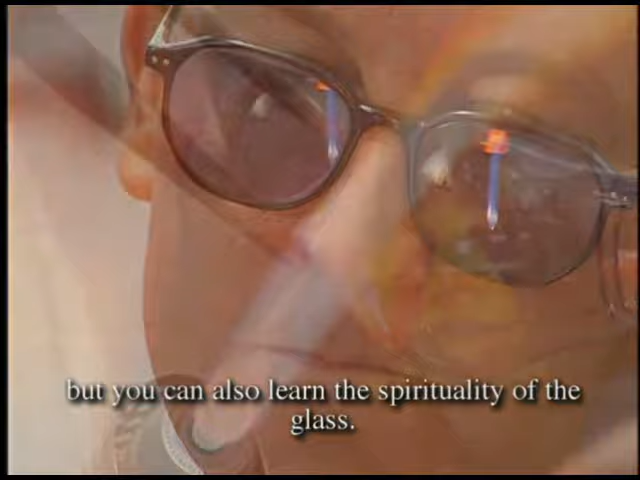 but you can also learn the spirituality of the
glass.